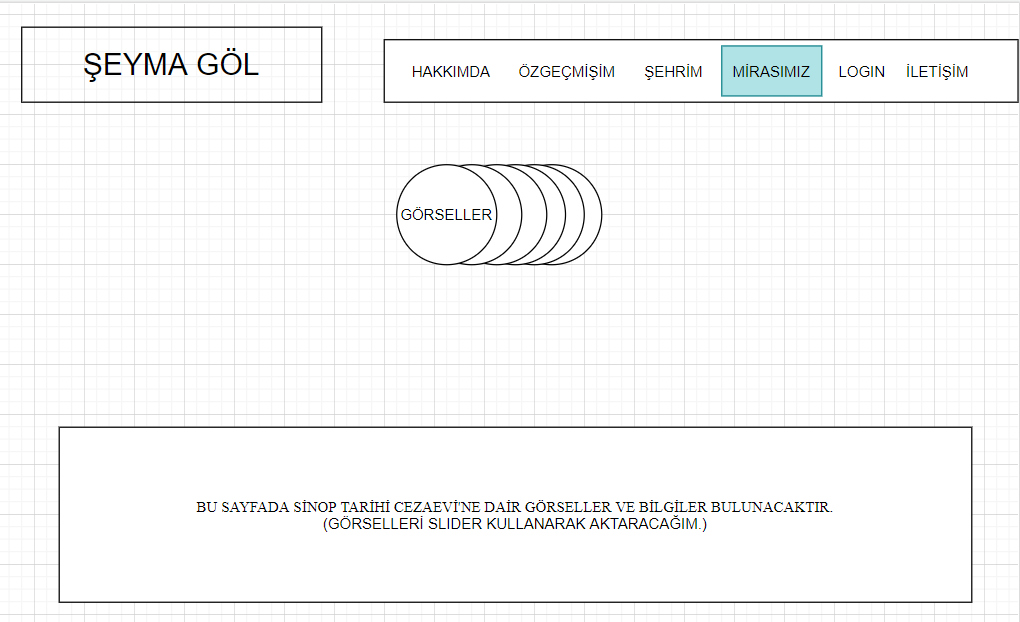 ŞEYMA GÖL
HAKKIMDA ÖZGEÇMİŞİM ŞEHRİM MİRASIMIZ LOGIN İLETİŞİM
GÖRSELLER
BU SAYFADA SİNOP TARİHİ CEZAEVİ'NE DAİR GÖRSELLER VE BİLGİLER BULUNACAKTIR.
(GÖRSELLERİ SLIDER KULLANARAK AKTARACAĞIM.)